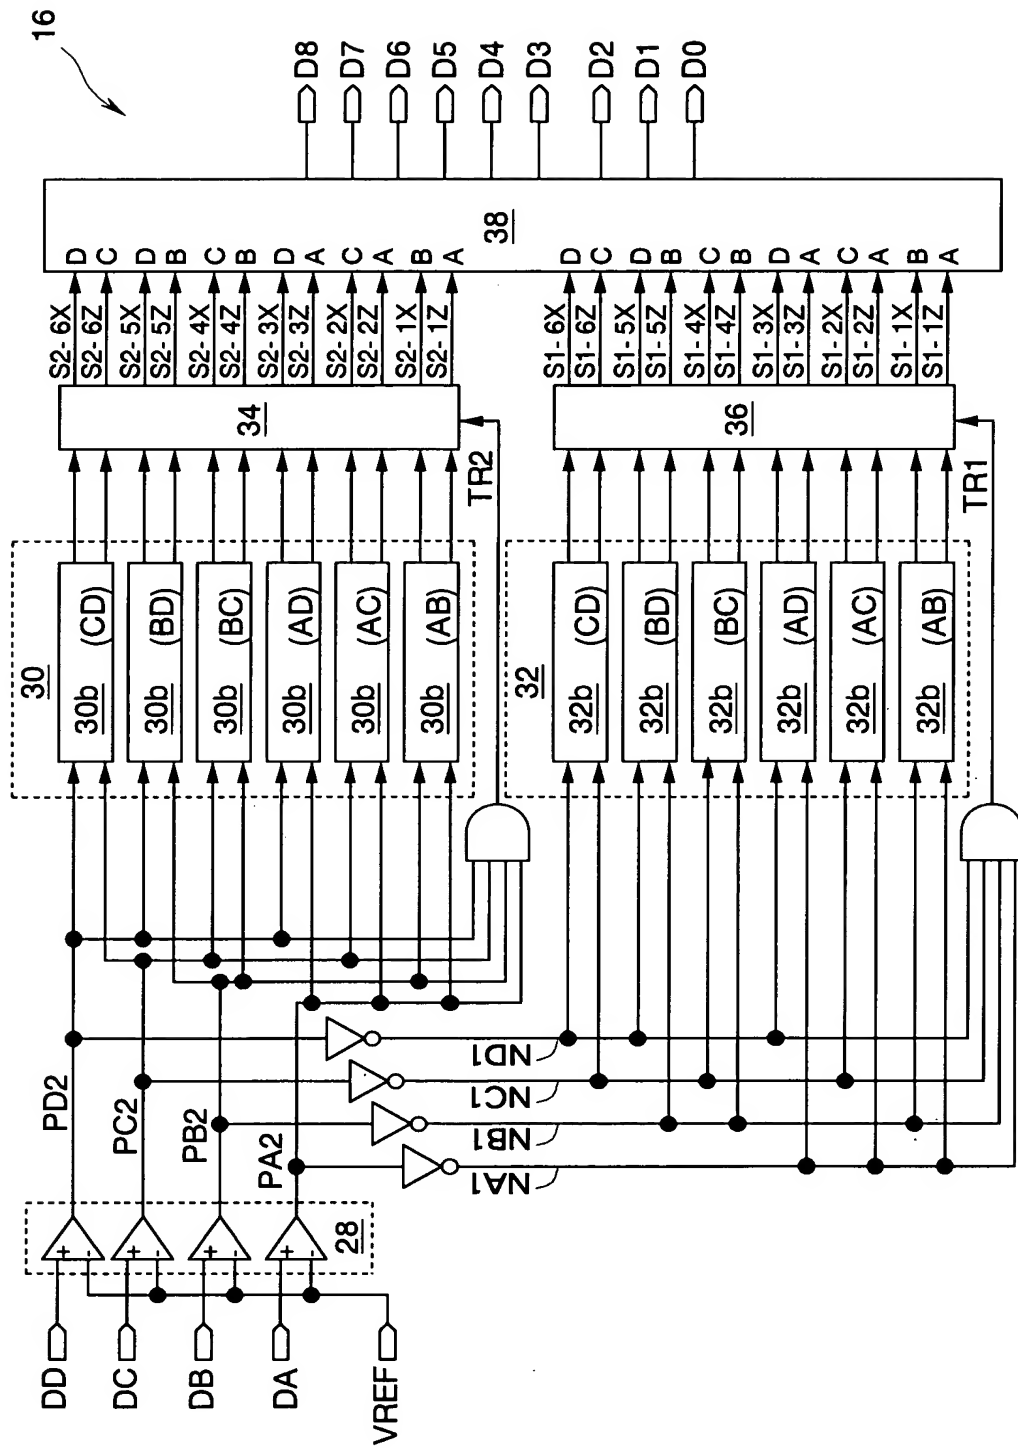 16
DD
DC
DB
DA
VREF
28
PD2
PC2
PB2
PA2
ND1
NC1
NB1
NA1
30
30b (CD)
30b (BD)
30b (BC)
30b (AD)
30b (AC)
30b (AB)
TR2
34
S2-6X
S2-6Z
S2-5X
S2-5Z
S2-4X
S2-4Z
S2-3X
S2-3Z
S2-2X
S2-2Z
S2-1X
S2-1Z
D
C
D
B
C
B
D
A
C
A
B
A
32
32b (CD)
32b (BD)
32b (BC)
32b (AD)
32b (AC)
32b (AB)
TR1
36
S1-6X
S1-6Z
S1-5X
S1-5Z
S1-4X
S1-4Z
S1-3X
S1-3Z
S1-2X
S1-2Z
S1-1X
S1-1Z
D
C
D
B
C
B
D
A
C
A
B
A
38
D8
D7
D6
D5
D4
D3
D2
D1
D0